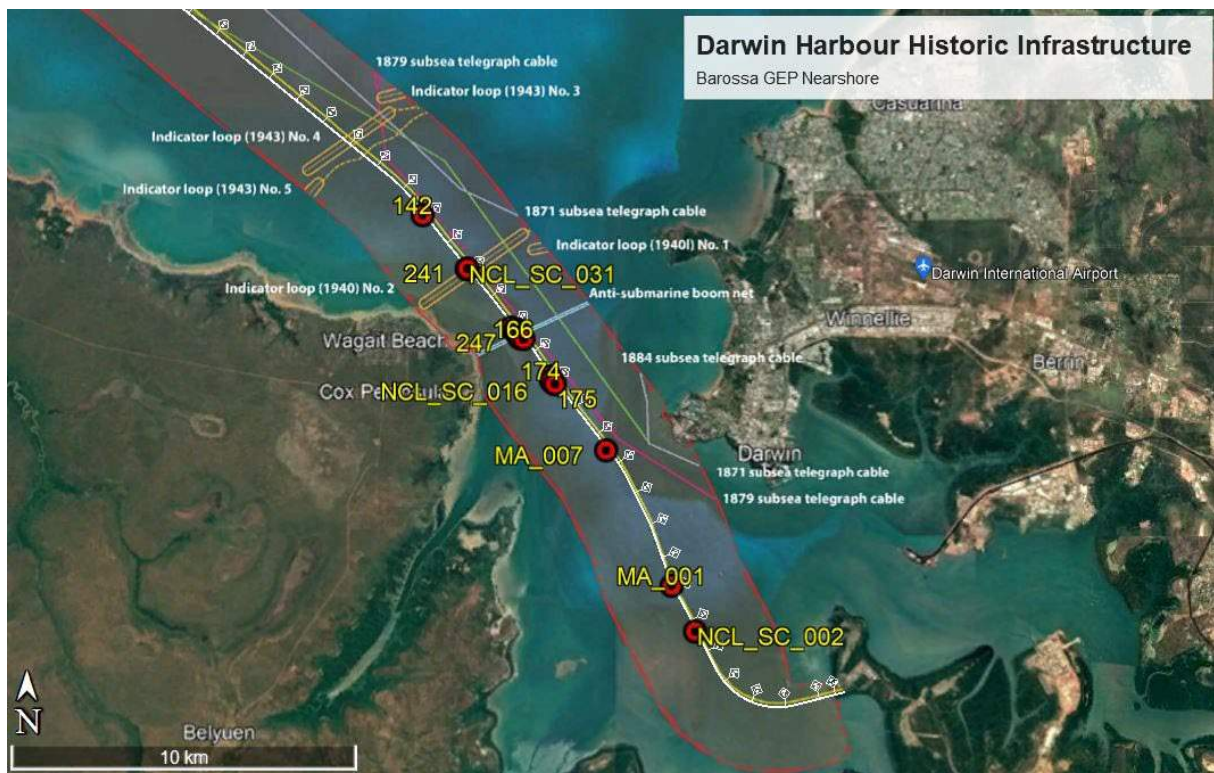 Darwin Harbour Historic Infrastructure
Barossa GEP Nearshore
Casuarina
1879 subsea telegraph cable
Indicator loop (1943) No. 3
Indicator loop (1943) No. 4
Indicator loop (1943) No. 5
142
1871 subsea telegraph cable
Indicator loop (1940l) No. 1
241
NCL_SC_031
Darwin International Airport
Indicator loop (1940) No. 2
Anti-submarine boom net
Winnellie
166
Wagait Beach
247
1884 subsea telegraph cable
Berrin
174
Cox
NCL_SC_016
175
MA_007
Darwin
1871 subsea telegraph cable
1879 subsea telegraph cable
MA_001
NCL_SC_002
N
Belyuen
10 km